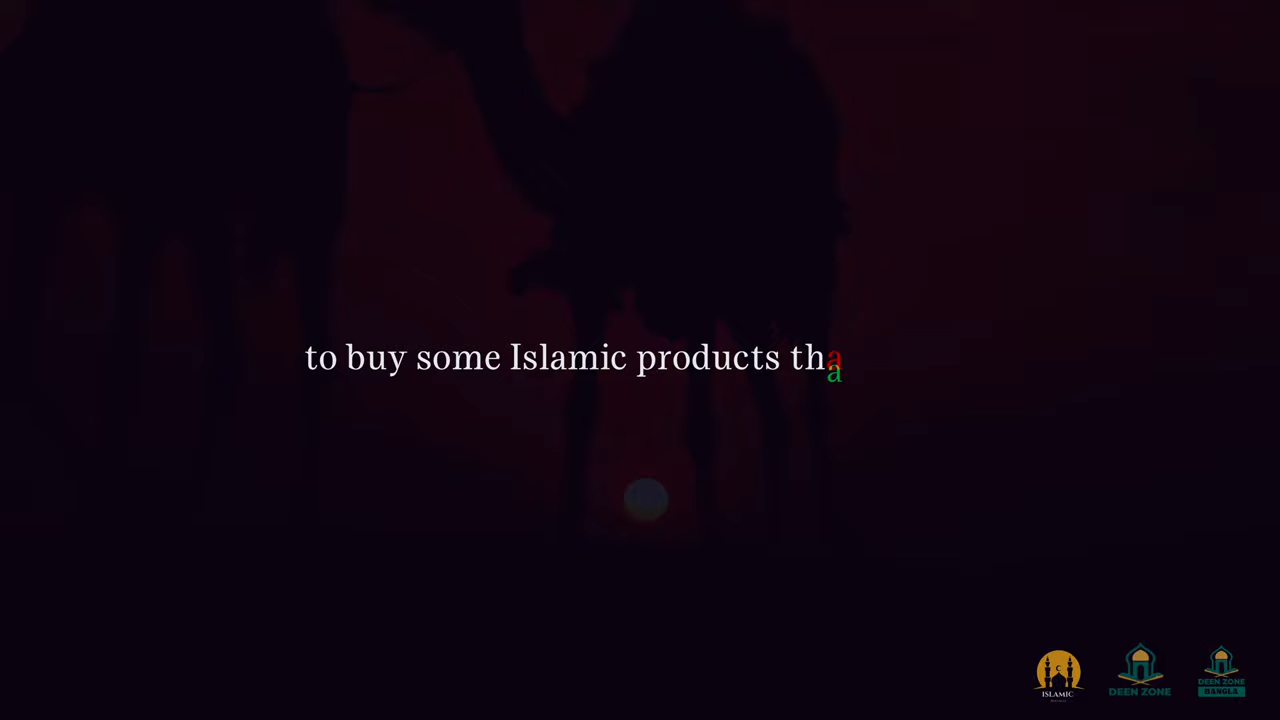 to buy some Islamic products tha
ISLAMIC
DEEN ZONE
DEEN ZONE
BANGLA